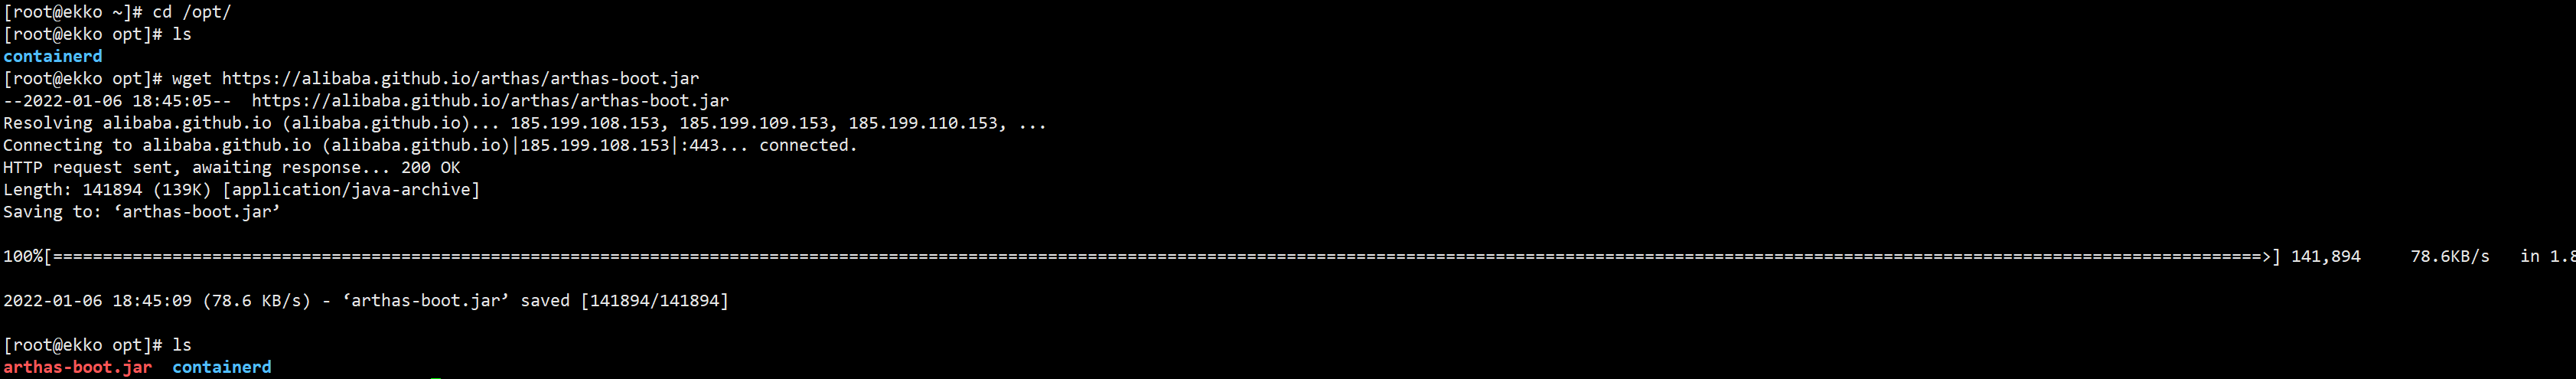 [root@ekko ~]# cd /opt/
[root@ekko opt]# ls
containerd
[root@ekko opt]# wget https://alibaba.github.io/arthas/arthas-boot.jar
--2022-01-06 18:45:05--  https://alibaba.github.io/arthas/arthas-boot.jar
Resolving alibaba.github.io (alibaba.github.io)... 185.199.108.153, 185.199.109.153, 185.199.110.153, ...
Connecting to alibaba.github.io (alibaba.github.io)|185.199.108.153|:443... connected.
HTTP request sent, awaiting response... 200 OK
Length: 141894 (139K) [application/java-archive]
Saving to: ‘arthas-boot.jar’
100%[==============================================================================================================================================================================================================================>] 141,894     78.6KB/s   in 1.8
2022-01-06 18:45:09 (78.6 KB/s) - ‘arthas-boot.jar’ saved [141894/141894]
[root@ekko opt]# ls
arthas-boot.jar  containerd